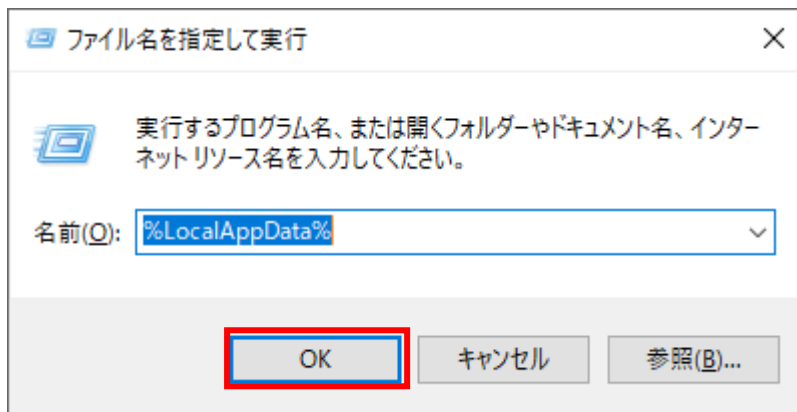 ファイル名を指定して実行
実行するプログラム名、または開くフォルダーやドキュメント名、インター
ネット リソース名を入力してください。
名前(O): %LocalAppData%
OK キャンセル 参照(B)...